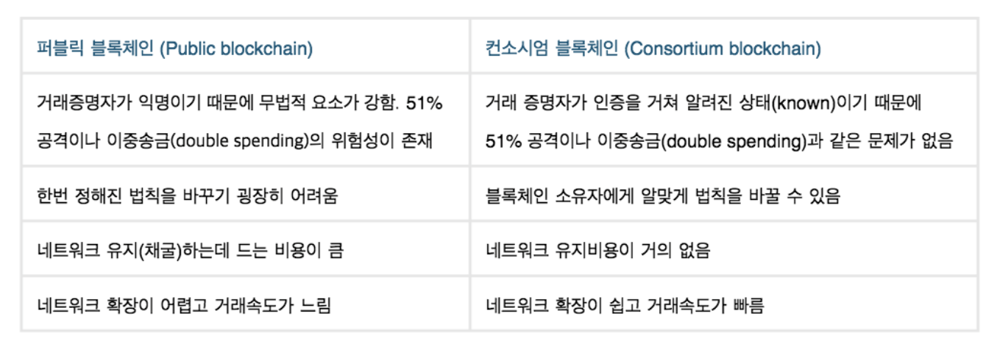 퍼블릭 블록체인 (Public blockchain)
컨소시엄 블록체인 (Consortium blockchain)
거래증명자가 익명이기 때문에 무법적 요소가 강함. 51%
공격이나 이중송금(double spending)의 위험성이 존재
거래 증명자가 인증을 거쳐 알려진 상태(known)이기 때문에
51% 공격이나 이중송금(double spending)과 같은 문제가 없음
한번 정해진 법칙을 바꾸기 굉장히 어려움
블록체인 소유자에게 알맞게 법칙을 바꿀 수 있음
네트워크 유지(채굴)하는데 드는 비용이 큼
네트워크 유지비용이 거의 없음
네트워크 확장이 어렵고 거래속도가 느림
네트워크 확장이 쉽고 거래속도가 빠름